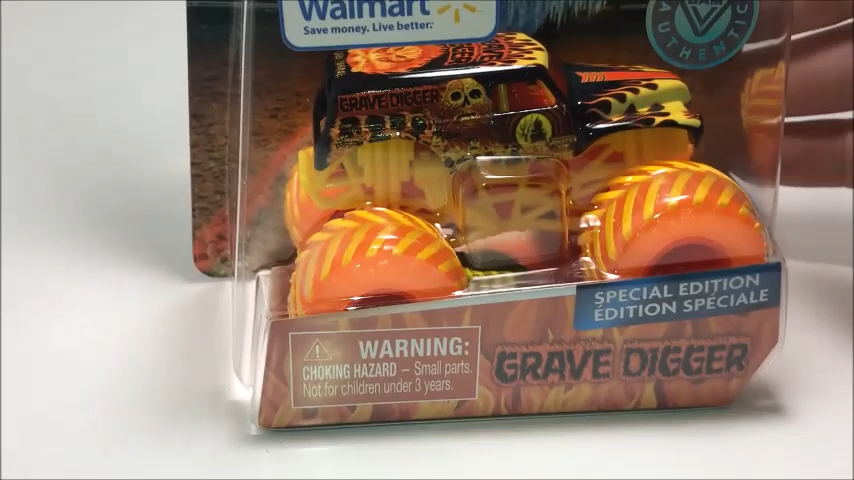 Walmart
Save money. Live better.
AUTHENTIC
GRAVE DIGGER
SPECIAL EDITION
ÉDITION SPÉCIALE
WARNING:
CHOKING HAZARD – Small parts.
Not for children under 3 years.
GRAVE DIGGER